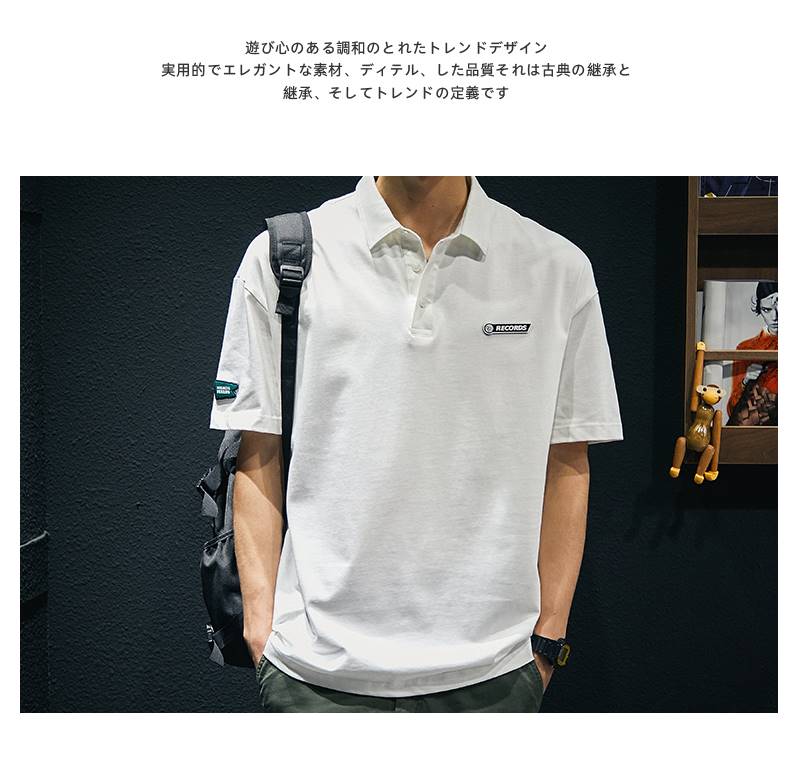 遊び心のある調和のとれたトレンドデザイン
実用的でエレガントな素材、ディテル、した品質それは古典の継承と
継承、そしてトレンドの定義です
RECORDS